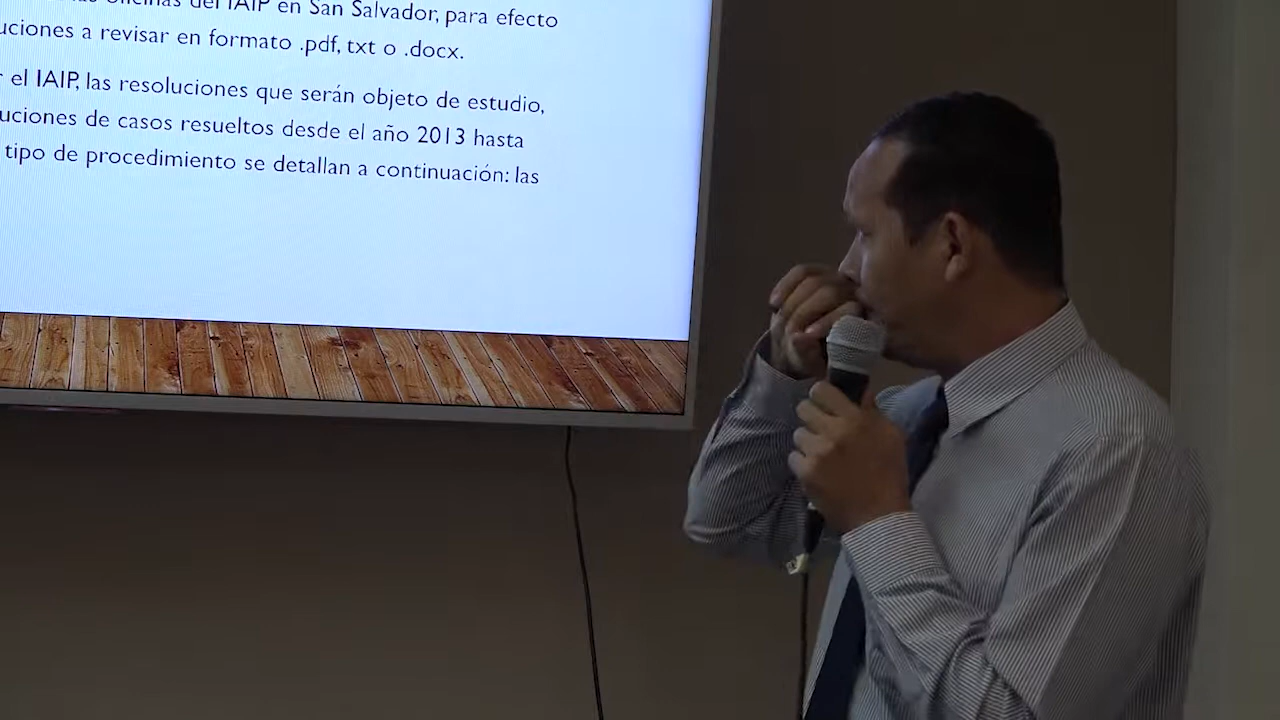 oficinas del IAIP en San Salvador, para efecto
uciones a revisar en formato .pdf, txt o .docx.
r el IAIP, las resoluciones que serán objeto de estudio,
uciones de casos resueltos desde el año 2013 hasta
tipo de procedimiento se detallan a continuación: las